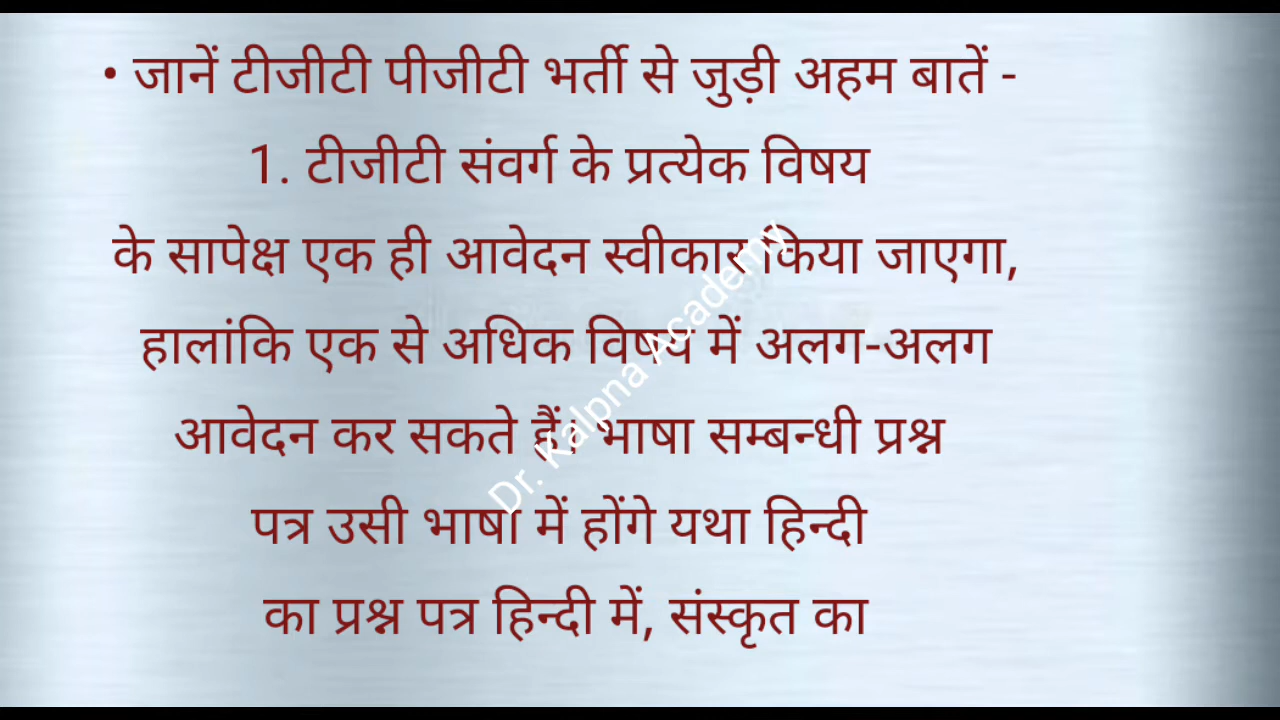 • जानें टीजीटी पीजीटी भर्ती से जुड़ी अहम बातें -
1. टीजीटी संवर्ग के प्रत्येक विषय
के सापेक्ष एक ही आवेदन स्वीकार किया जाएगा,
हालांकि एक से अधिक विषय में अलग-अलग
आवेदन कर सकते हैं। भाषा सम्बन्धी प्रश्न
पत्र उसी भाषा में होंगे यथा हिन्दी
का प्रश्न पत्र हिन्दी में, संस्कृत का
Dr. Kalpna Academy